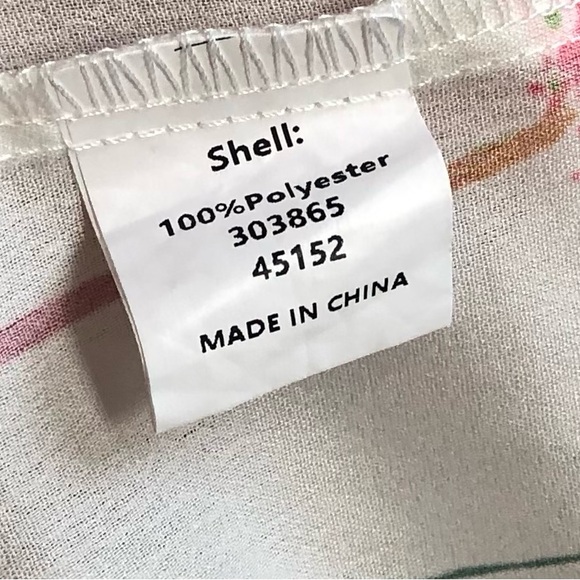 Shell:
100%Polyester
303865
45152
MADE IN CHINA